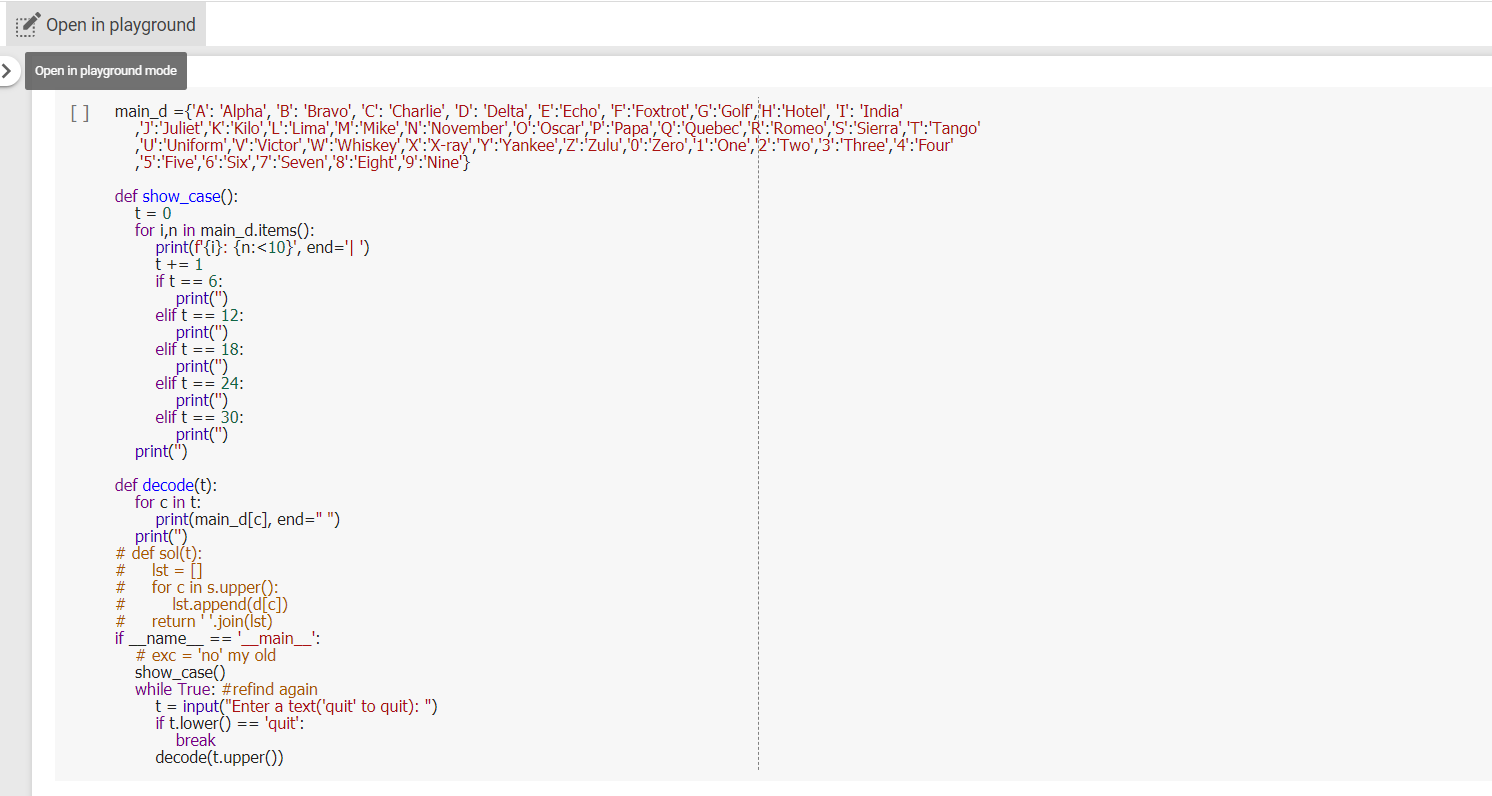 Open in playground
Open in playground mode
[ ]
main_d ={'A': 'Alpha', 'B': 'Bravo', 'C': 'Charlie', 'D': 'Delta', 'E':'Echo', 'F':'Foxtrot','G':'Golf','H':'Hotel', 'I': 'India'
,'J':'Juliet','K':'Kilo','L':'Lima','M':'Mike','N':'November','O':'Oscar','P':'Papa','Q':'Quebec','R':'Romeo','S':'Sierra','T':'Tango'
,'U':'Uniform','V':'Victor','W':'Whiskey','X':'X-ray','Y':'Yankee','Z':'Zulu','0':'Zero','1':'One','2':'Two','3':'Three','4':'Four'
,'5':'Five','6':'Six','7':'Seven','8':'Eight','9':'Nine'}
def show_case():
t = 0
for i,n in main_d.items():
print(f'{i}: {n:<10}', end='| ')
t += 1
if t == 6:
print('')
elif t == 12:
print('')
elif t == 18:
print('')
elif t == 24:
print('')
elif t == 30:
print('')
print('')
def decode(t):
for c in t:
print(main_d[c], end=" ")
print('')
# def sol(t):
# lst = []
# for c in s.upper():
# lst.append(d[c])
# return ' '.join(lst)
if __name__ == '__main__':
# exc = 'no' my old
show_case()
while True: #refind again
t = input("Enter a text('quit' to quit): ")
if t.lower() == 'quit':
break
decode(t.upper())